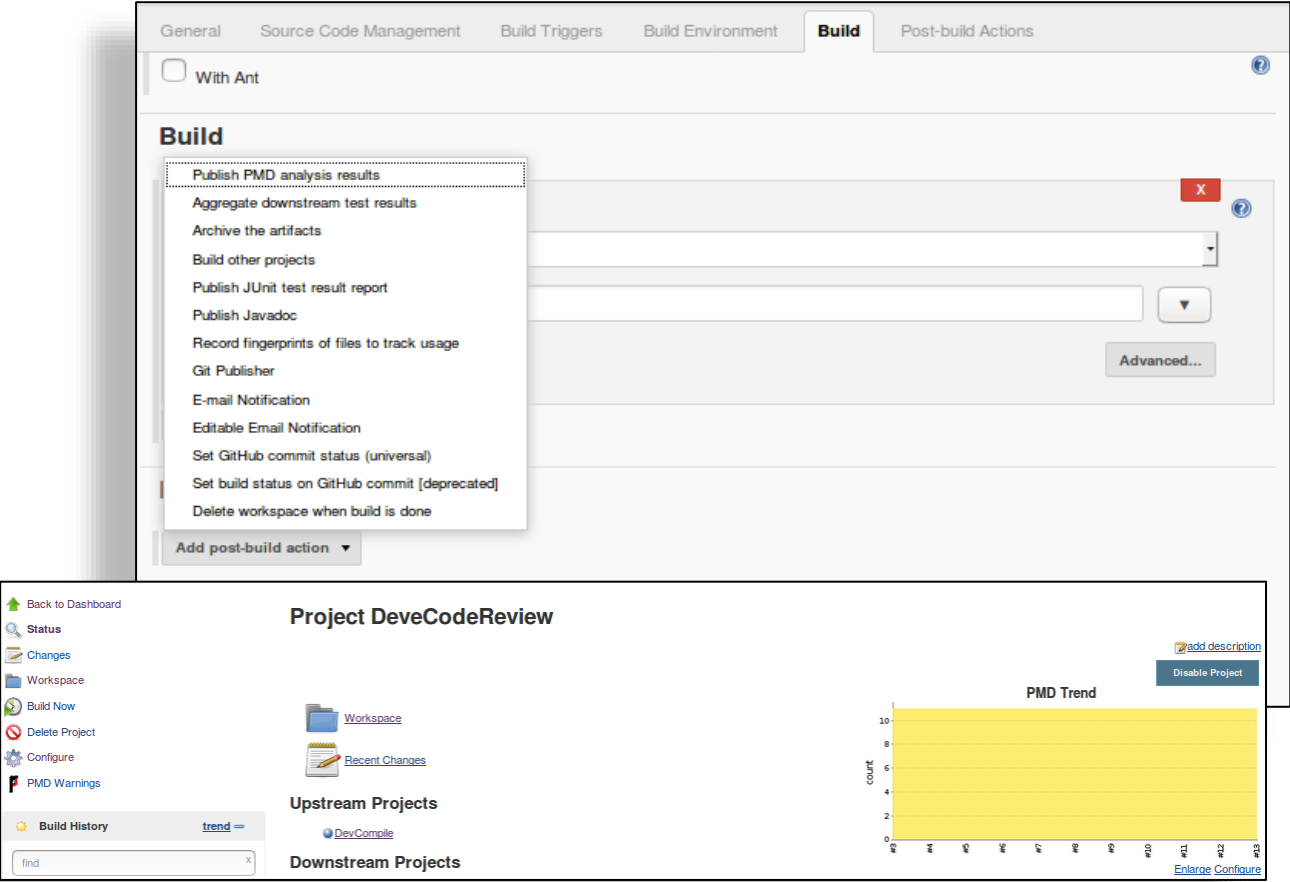 General Source Code Management Build Triggers Build Environment Build Post-build Actions
With Ant
Build
Publish PMD analysis results
Aggregate downstream test results
Archive the artifacts
Build other projects
Publish JUnit test result report
Publish Javadoc
Record fingerprints of files to track usage
Git Publisher
E-mail Notification
Editable Email Notification
Set GitHub commit status (universal)
Set build status on GitHub commit [deprecated]
Delete workspace when build is done
X
Advanced...
Add post-build action
Back to Dashboard
Status
Changes
Workspace
Build Now
Delete Project
Configure
PMD Warnings
Build History trend
find x
Project DeveCodeReview
add description
Disable Project
Workspace
Recent Changes
Upstream Projects
DevCompile
Downstream Projects
PMD Trend
count
10
8
6
4
2
0
#3 #4 #5 #6 #7 #8 #9 #10 #11 #12 #13
Enlarge Configure